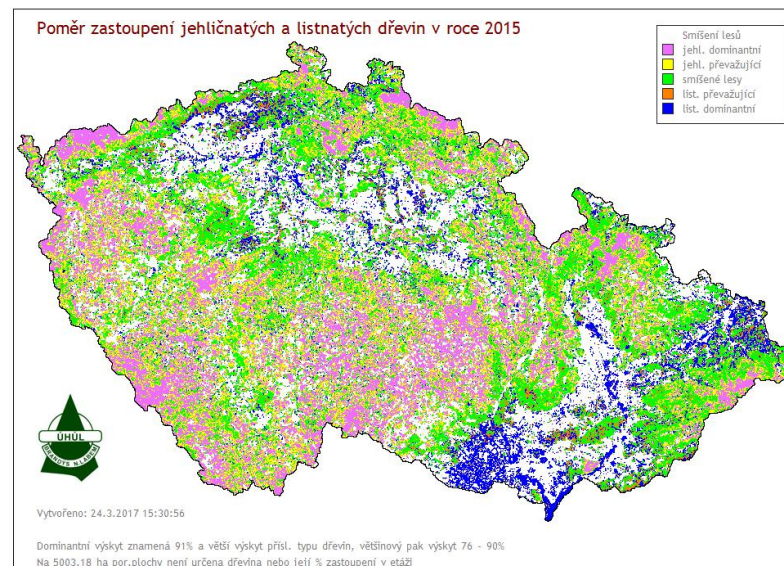 Poměr zastoupení jehličnatých a listnatých dřevin v roce 2015
Smíšení lesů
jehl. dominantní
jehl. převažující
smíšené lesy
list. převažující
list. dominantní
ÚHÚL
BRANDÝS N.LABEM
Vytvořeno: 24.3.2017 15:30:56
Dominantní výskyt znamená 91% a větší výskyt přísl. typu dřevin, většinový pak výskyt 76 - 90%
Na 5003,18 ha por.plochy není určena dřevina nebo její % zastoupení v etáži